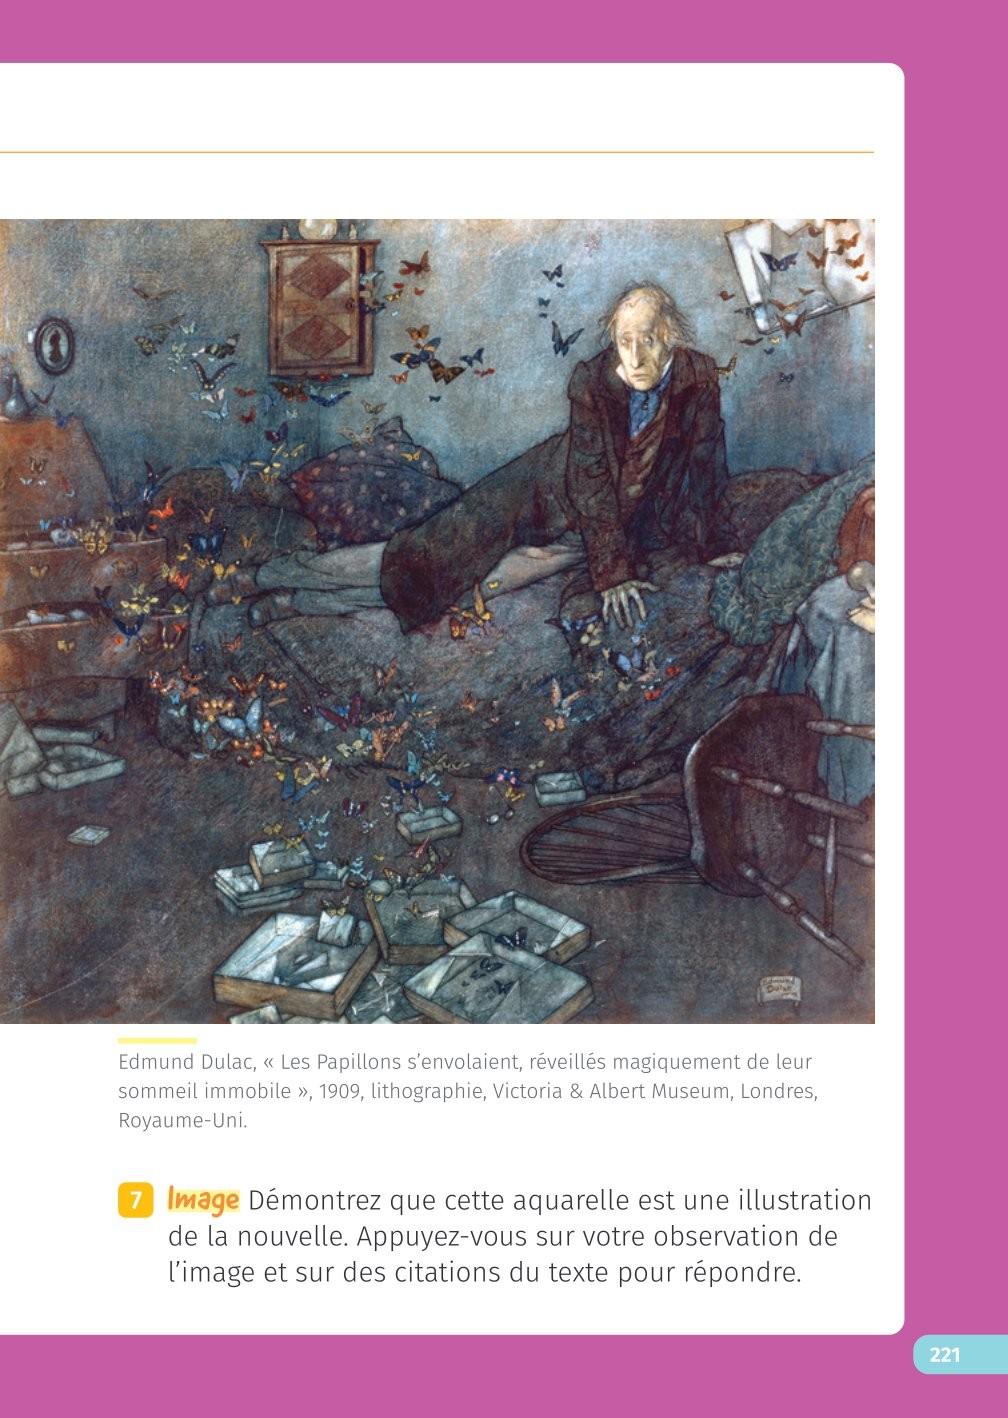 Edmund Dulac, « Les Papillons s’envolaient, réveillés magiquement de leur
sommeil immobile », 1909, lithographie, Victoria & Albert Museum, Londres,
Royaume-Uni.
7 Image Démontrez que cette aquarelle est une illustration
de la nouvelle. Appuyez-vous sur votre observation de
l’image et sur des citations du texte pour répondre.
221